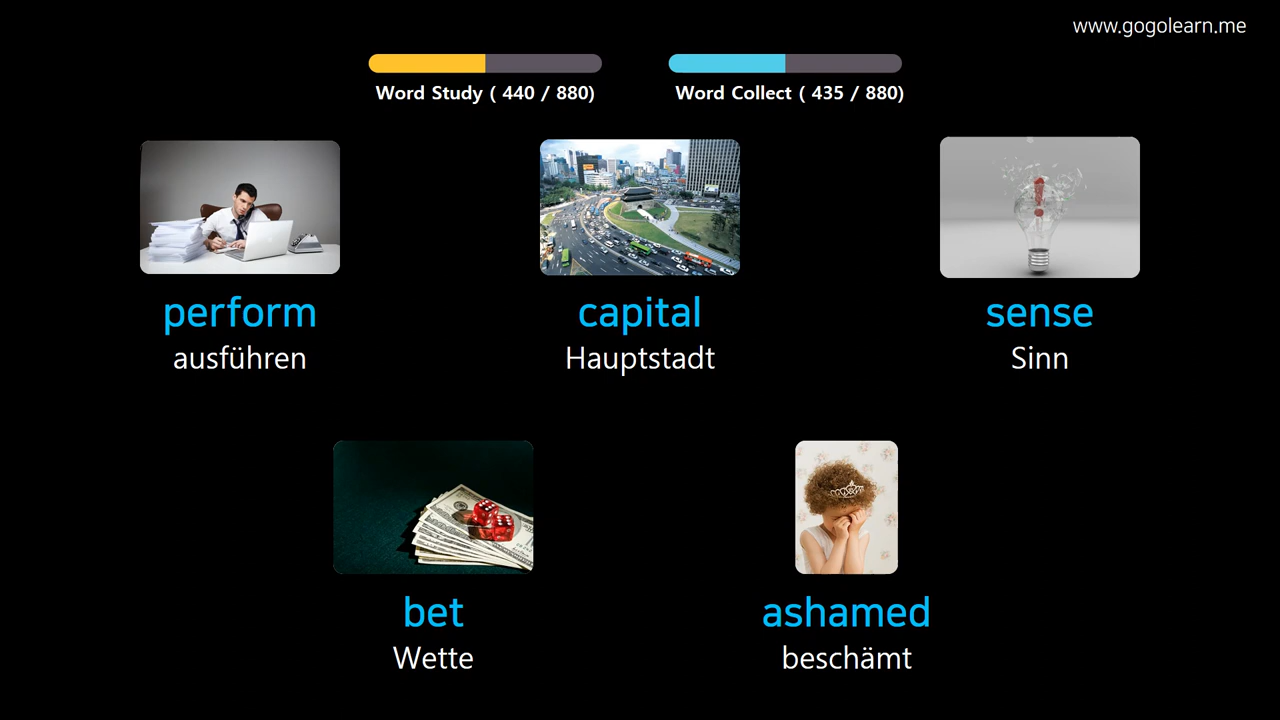 www.gogolearn.me
Word Study ( 440 / 880)
Word Collect ( 435 / 880)
perform
ausführen
capital
Hauptstadt
sense
Sinn
bet
Wette
ashamed
beschämt